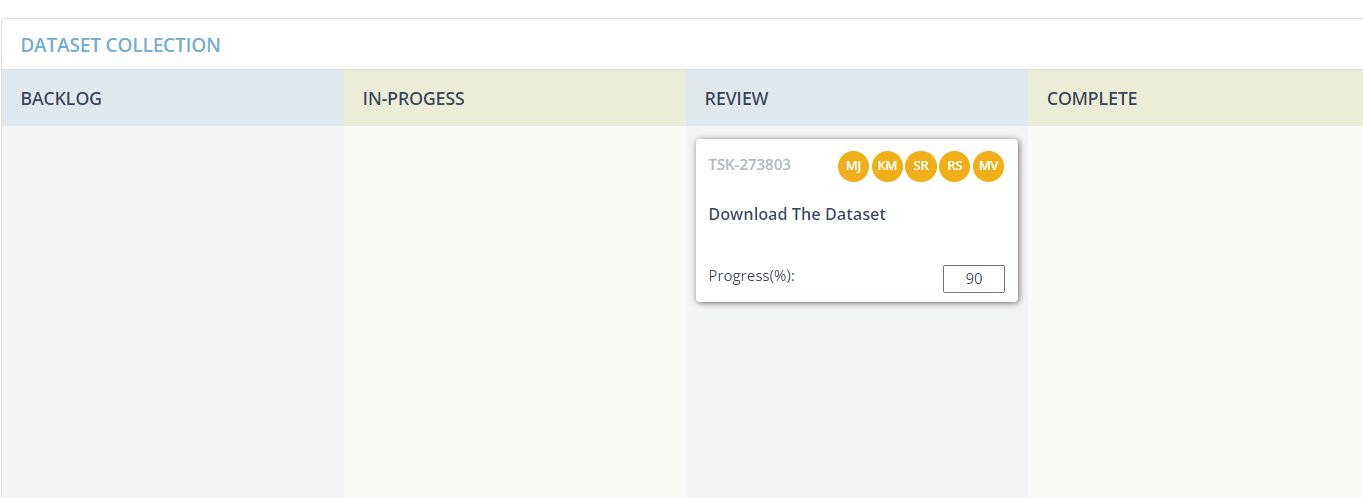 DATASET COLLECTION
BACKLOG
IN-PROGESS
REVIEW
COMPLETE
TSK-273803
MJ
KM
SR
RS
MV
Download The Dataset
Progress(%):
90